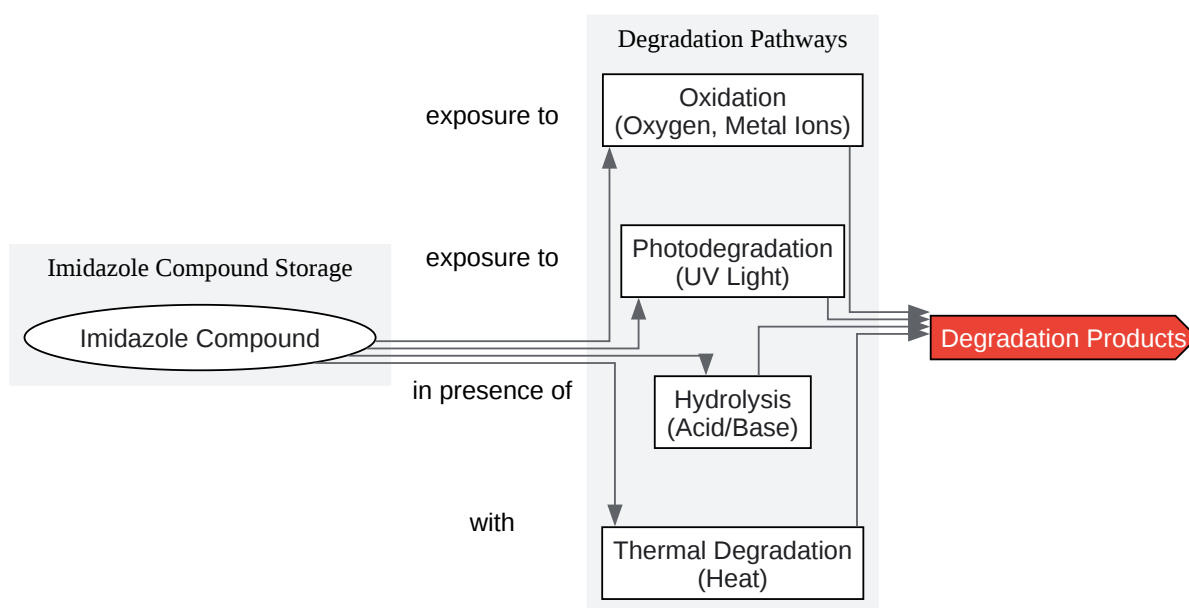 Degradation Pathways
exposure to
Oxidation
(Oxygen, Metal Ions)
exposure to
Photodegradation
(UV Light)
Imidazole Compound Storage
Imidazole Compound
Degradation Products
in presence of
Hydrolysis
(Acid/Base)
with
Thermal Degradation
(Heat)